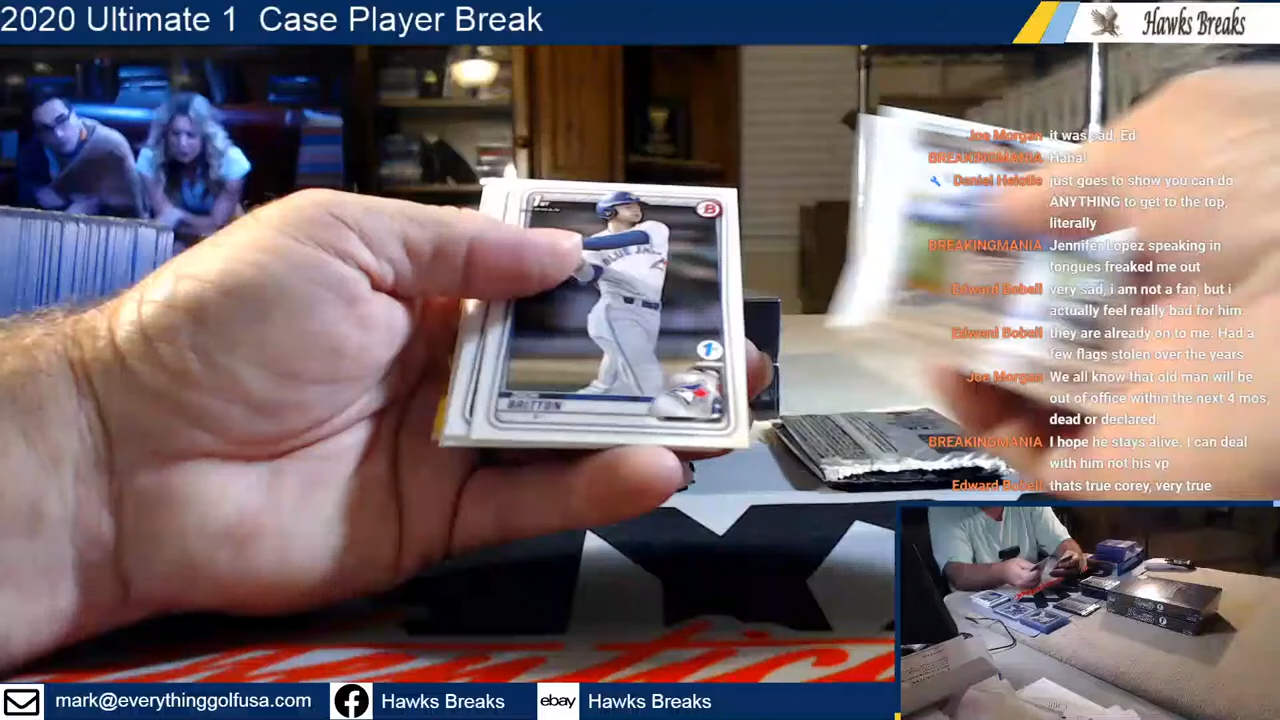 2020 Ultimate 1 Case Player Break
Hawks Breaks
Joe Morgan it was sad, Ed
BREAKINGMANIA Haha!
Daniel just goes to show you can do
ANYTHING to get to the top,
literally
BREAKINGMANIA Jennifer Lopez speaking in
tongues freaked me out
Edward Bobell very sad, i am not a fan, but i
actually feel really bad for him.
Edward Bobell they are already on to me. Had a
few flags stolen over the years
Joe Morgan We all know that old man will be
out of office within the next 4 mos,
dead or declared.
BREAKINGMANIA I hope he stays alive, I can deal
with him not his vp
Edward Bobell thats true corey, very true
1st
B
BLUE JAYS
1st
BRITTON
mark@everythinggolfusa.com
Hawks Breaks
ebay
Hawks Breaks